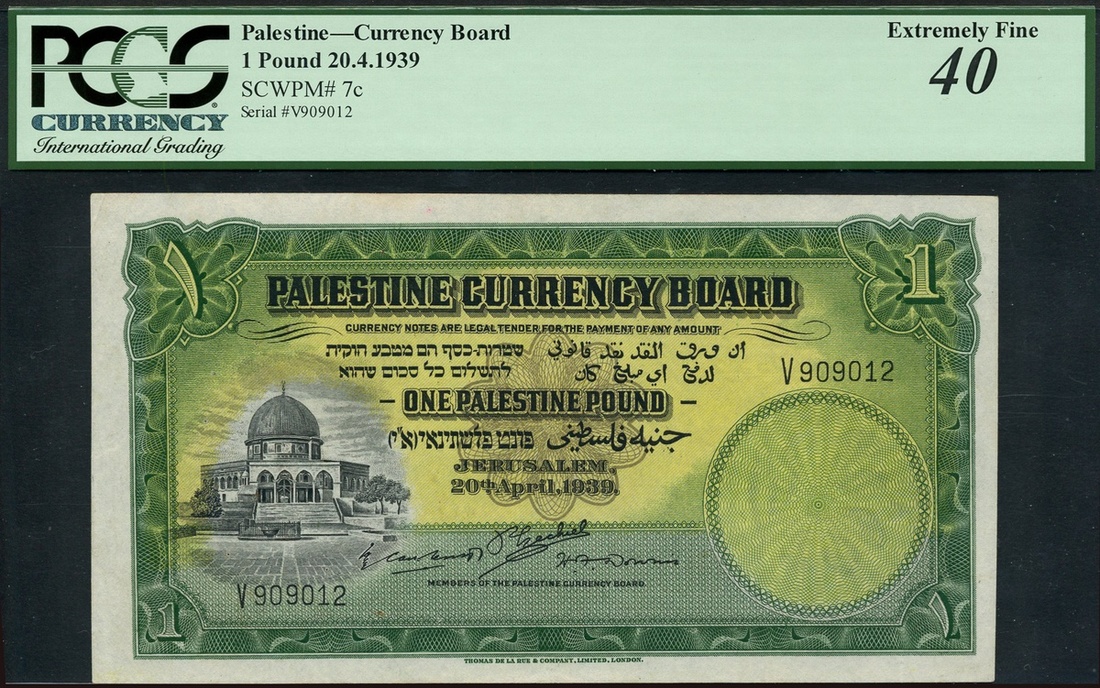 PCGS
CURRENCY
International Grading
Palestine—Currency Board
1 Pound 20.4.1939
SCWPM# 7c
Serial #V909012
Extremely Fine
40
١
1
PALESTINE CURRENCY BOARD
CURRENCY NOTES ARE LEGAL TENDER FOR THE PAYMENT OF ANY AMOUNT
שטרות-כסף הם מטבע חוקית
לתשלום כל סכום שהוא
ان ورق النقد نقد قانوني
لدفع اي مبلغ كان
V 909012
— ONE PALESTINE POUND —
פונט פלשתינאי (א״י)
جنيه فلسطيني
JERUSALEM,
20th April, 1939.
V 909012
MEMBERS OF THE PALESTINE CURRENCY BOARD
1
١
THOMAS DE LA RUE & COMPANY, LIMITED, LONDON.